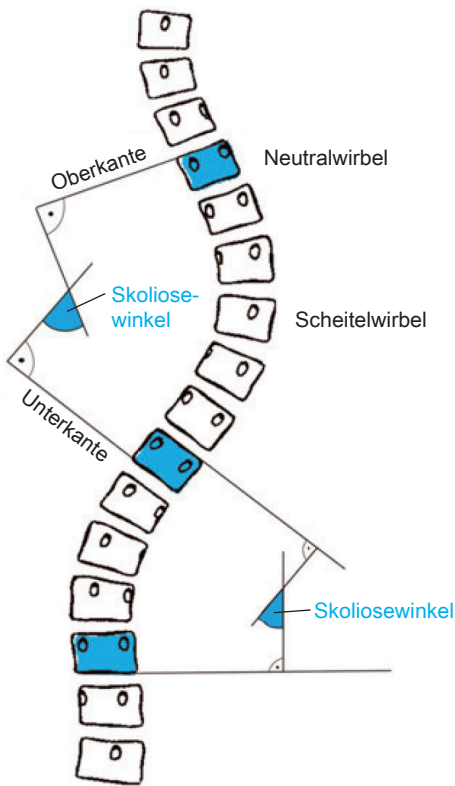 Oberkante
Neutralwirbel
Skoliose-
winkel
Scheitelwirbel
Unterkante
Skoliosewinkel